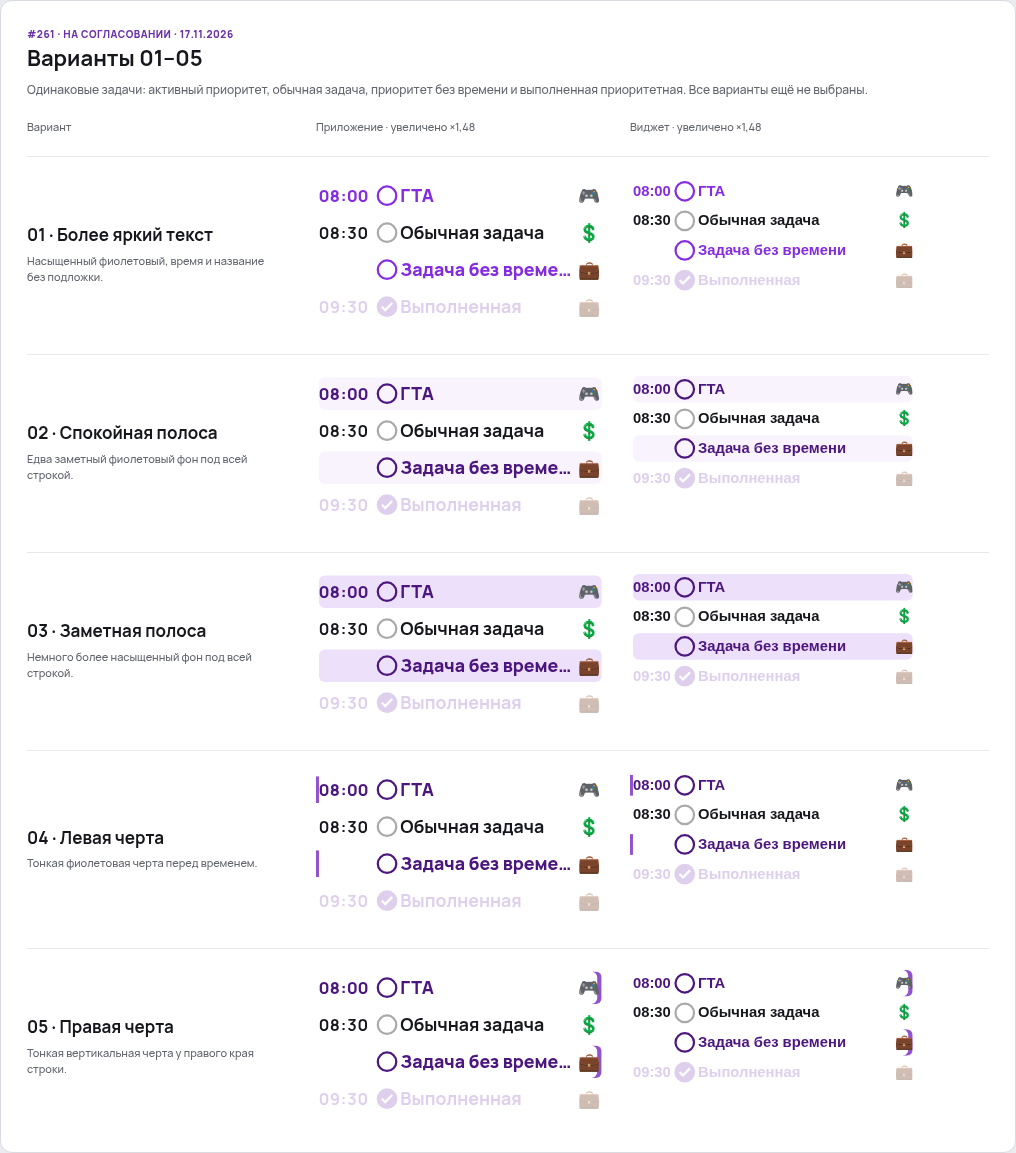 #261 · НА СОГЛАСОВАНИИ · 17.11.2026
Варианты 01–05
Одинаковые задачи: активный приоритет, обычная задача, приоритет без времени и выполненная приоритетная. Все варианты ещё не выбраны.
Вариант
Приложение · увеличено ×1,48
Виджет · увеличено ×1,48
01 · Более яркий текст
Насыщенный фиолетовый, время и название
без подложки.
08:00 ГТА
08:30 Обычная задача
Задача без време…
09:30 Выполненная
08:00 ГТА
08:30 Обычная задача
Задача без времени
09:30 Выполненная
02 · Спокойная полоса
Едва заметный фиолетовый фон под всей
строкой.
08:00 ГТА
08:30 Обычная задача
Задача без време…
09:30 Выполненная
08:00 ГТА
08:30 Обычная задача
Задача без времени
09:30 Выполненная
03 · Заметная полоса
Немного более насыщенный фон под всей
строкой.
08:00 ГТА
08:30 Обычная задача
Задача без време…
09:30 Выполненная
08:00 ГТА
08:30 Обычная задача
Задача без времени
09:30 Выполненная
04 · Левая черта
Тонкая фиолетовая черта перед временем.
08:00 ГТА
08:30 Обычная задача
Задача без време…
09:30 Выполненная
08:00 ГТА
08:30 Обычная задача
Задача без времени
09:30 Выполненная
05 · Правая черта
Тонкая вертикальная черта у правого края
строки.
08:00 ГТА
08:30 Обычная задача
Задача без време…
09:30 Выполненная
08:00 ГТА
08:30 Обычная задача
Задача без времени
09:30 Выполненная